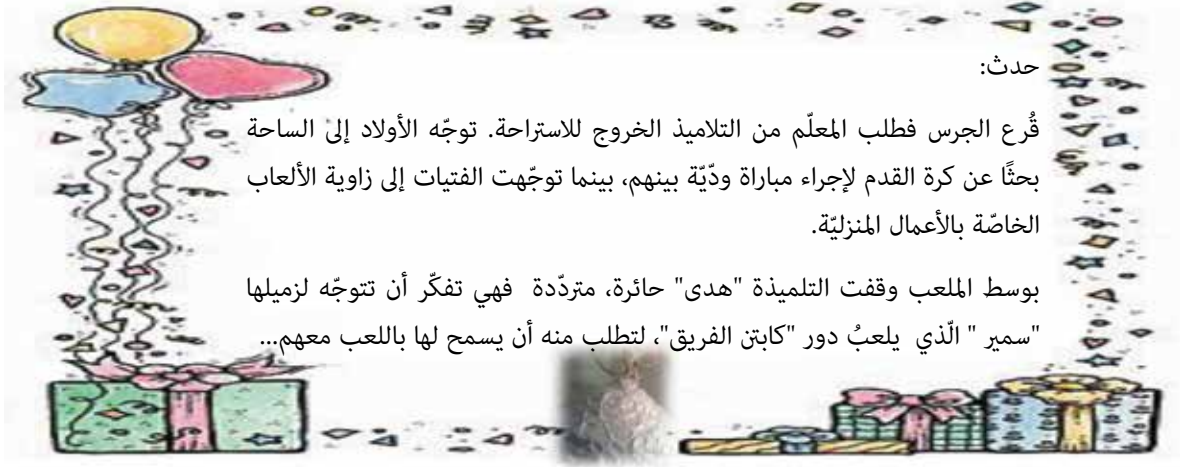 حدث:
قُرع الجرس فطلب المعلّم من التلاميذ الخروج للاستراحة. توجّه الأولاد إلى الساحة
بحثًا عن كرة القدم لإجراء مباراة ودّيّة بينهم، بينما توجّهت الفتيات إلى زاوية الألعاب
الخاصّة بالأعمال المنزليّة.
بوسط الملعب وقفت التلميذة "هدى" حائرة، متردّدة فهي تفكّر أن تتوجّه لزميلها
"سمير" الّذي يلعبُ دور "كابتن الفريق"، لتطلب منه أن يسمح لها باللعب معهم...